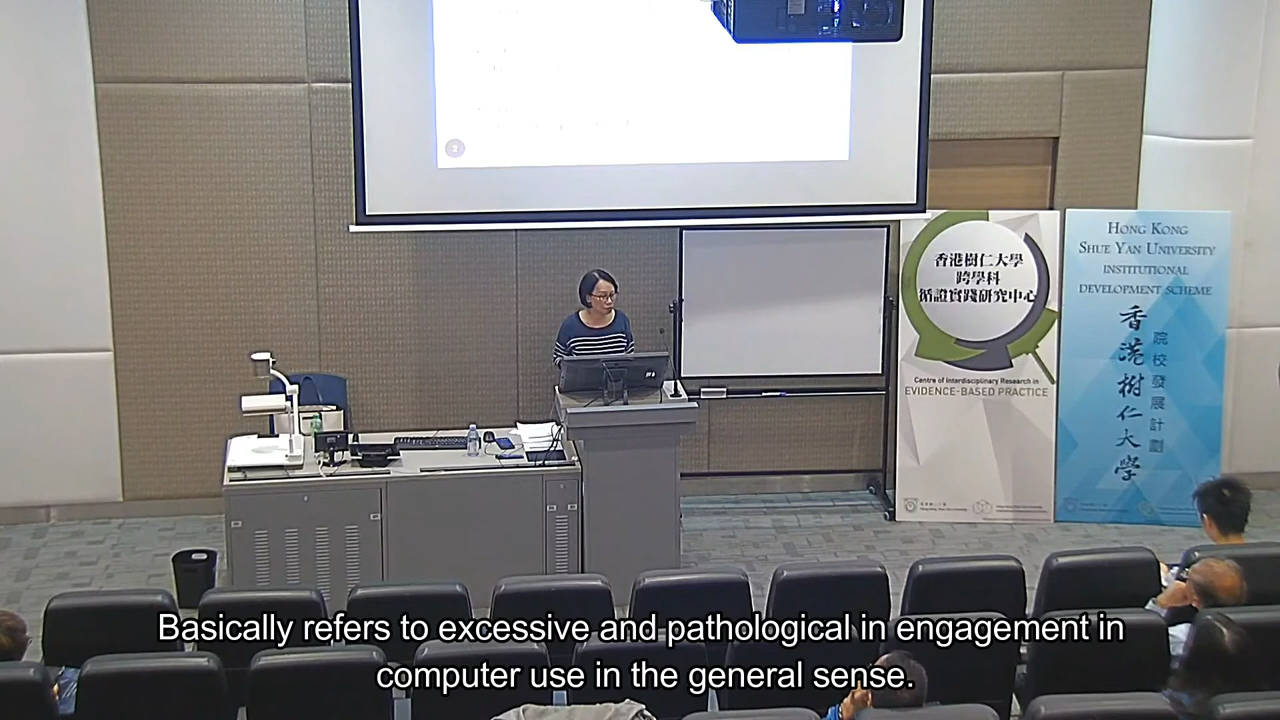 2
香港樹仁大學
跨學科
循證實踐研究中心
Centre of Interdisciplinary Research in
EVIDENCE-BASED PRACTICE
HONG KONG
SHUE YAN UNIVERSITY
INSTITUTIONAL
DEVELOPMENT SCHEME
香港樹仁大學
院校發展計劃
Basically refers to excessive and pathological in engagement in
computer use in the general sense.